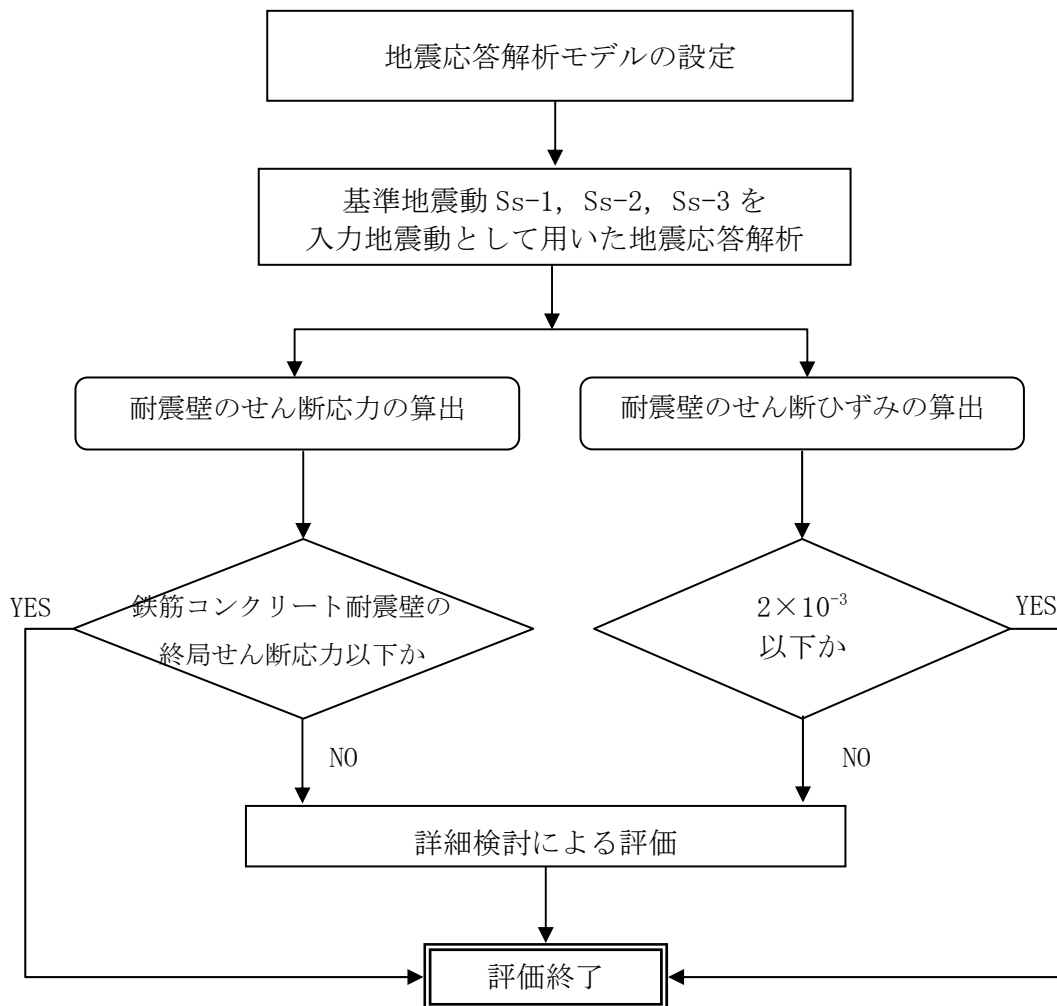 地震応答解析モデルの設定
基準地震動 Ss-1, Ss-2, Ss-3 を
入力地震動として用いた地震応答解析
耐震壁のせん断応力の算出
耐震壁のせん断ひずみの算出
YES
鉄筋コンクリート耐震壁の
終局せん断応力以下か
2×10⁻³
以下か
YES
NO
NO
詳細検討による評価
評価終了